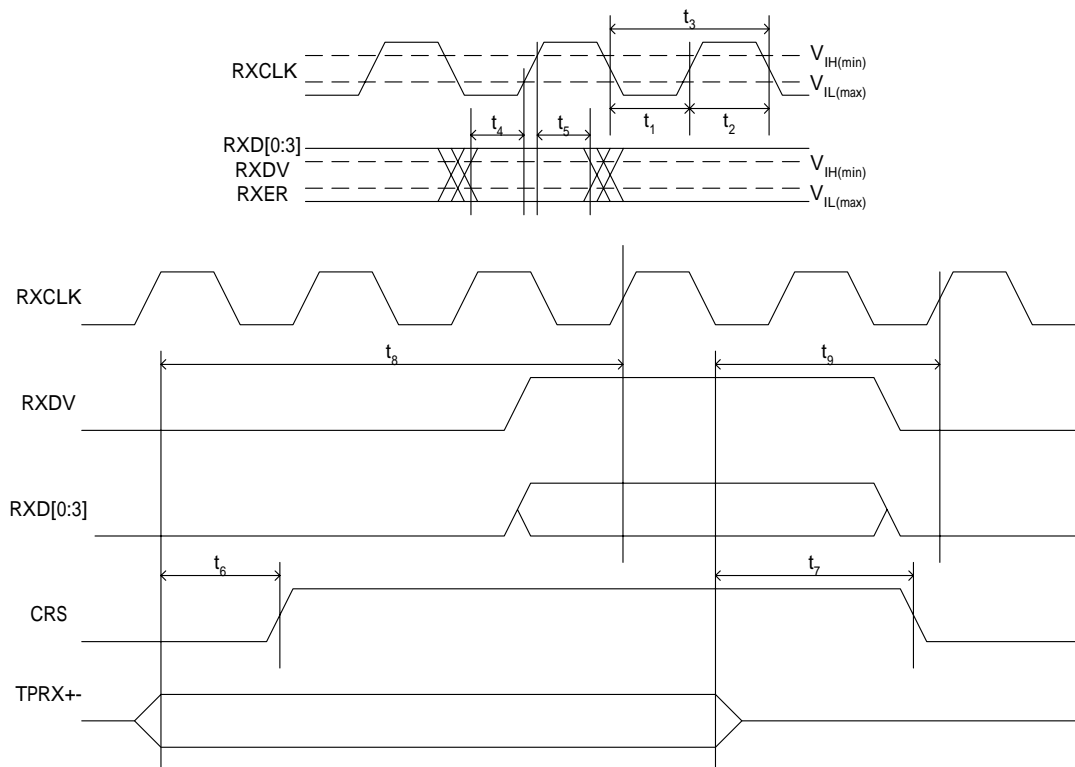 t3
RXCLK
VIH(min)
VIL(max)
t4
t5
t1
t2
RXD[0:3]
RXDV
RXER
VIH(min)
VIL(max)
RXCLK
t8
t9
RXDV
RXD[0:3]
t6
t7
CRS
TPRX+-